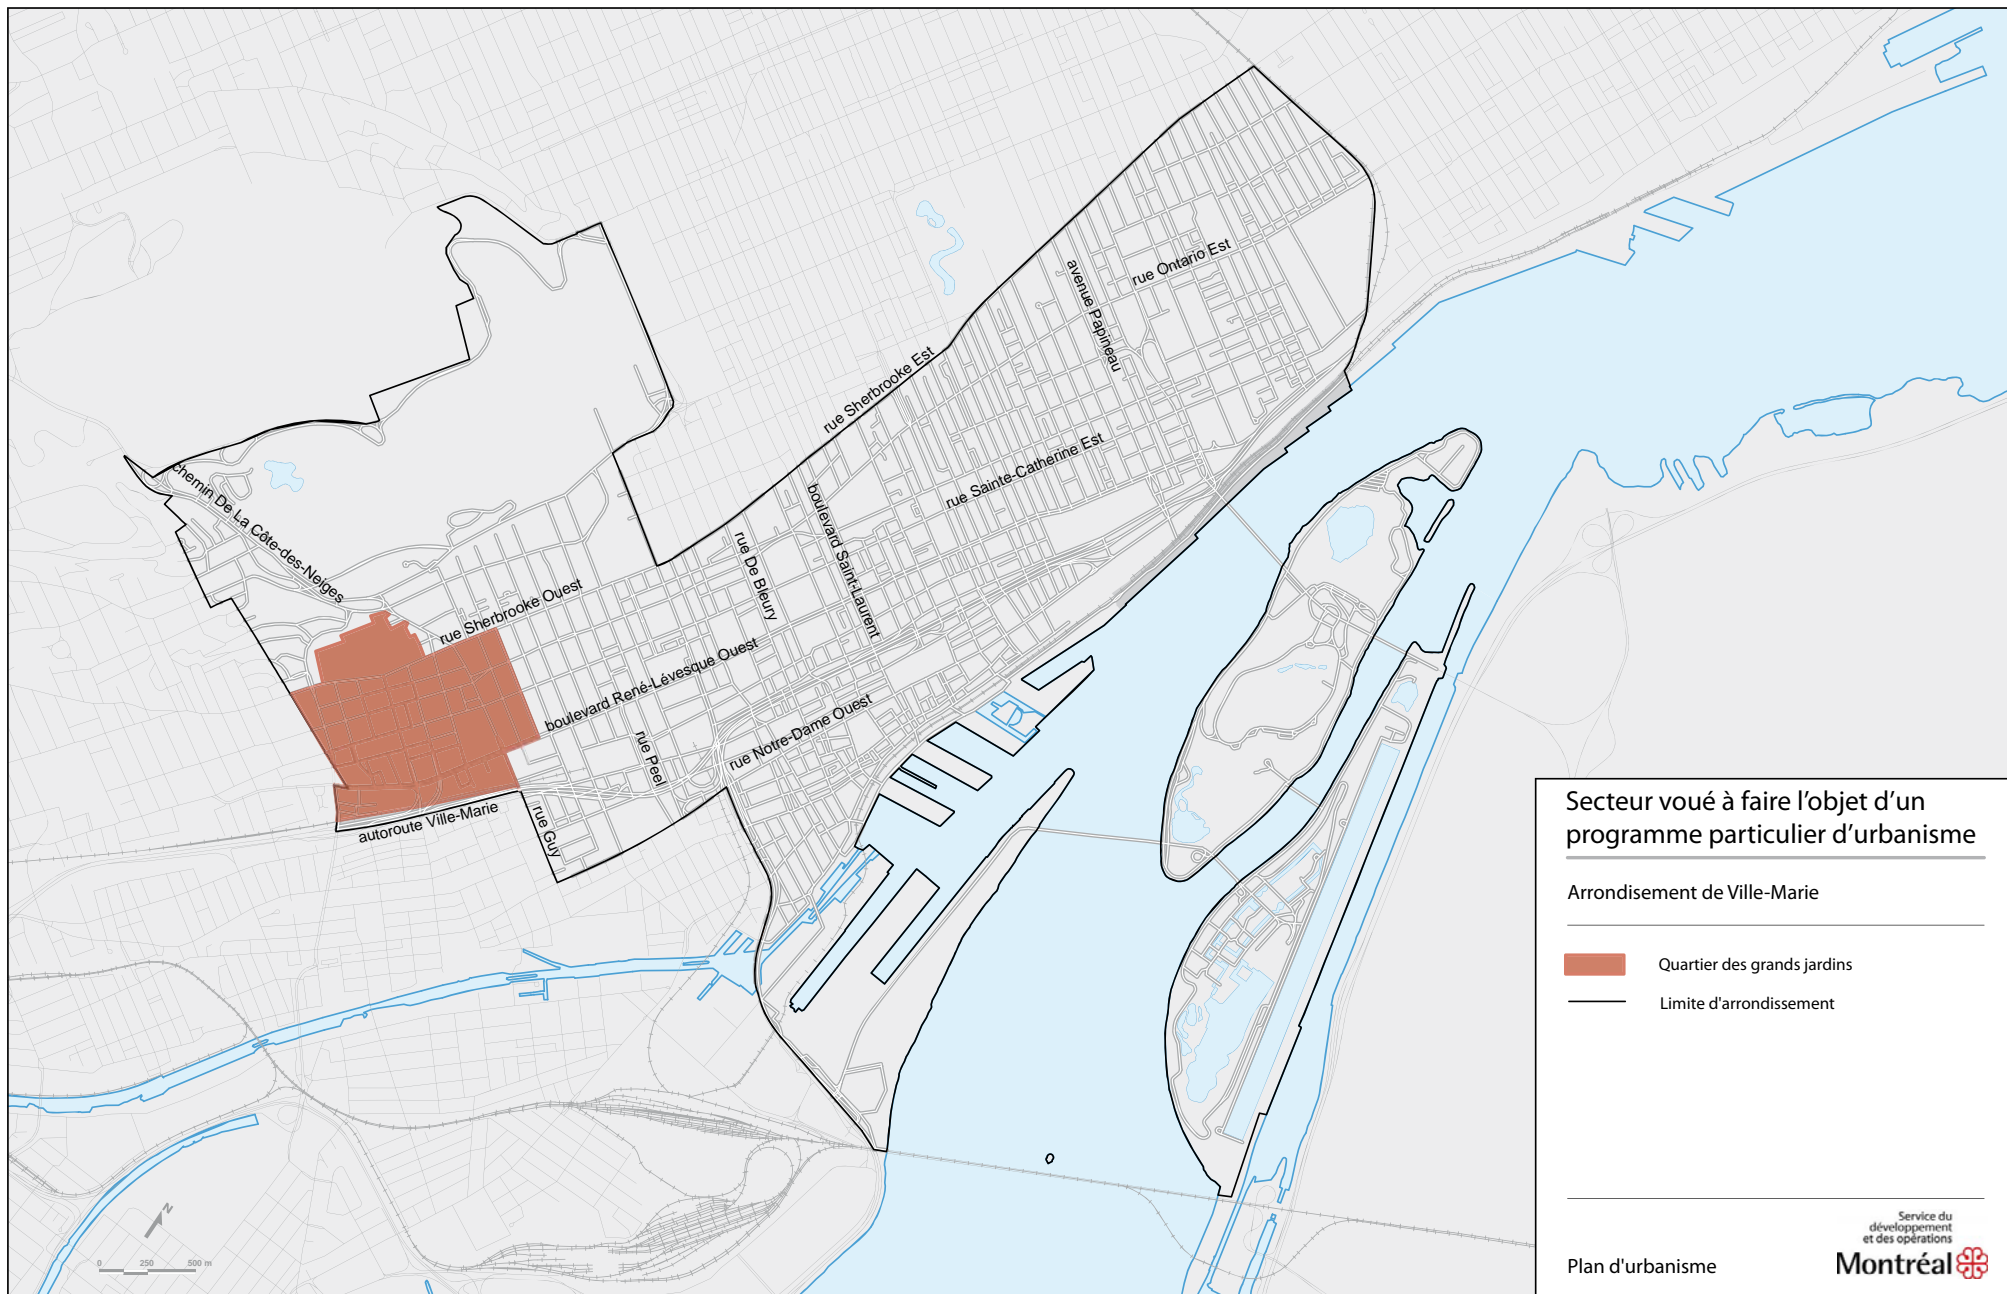 rue Ontario Est
avenue Papineau
rue Sherbrooke Est
rue Sainte-Catherine Est
chemin De La Côte-des-Neiges
boulevard Saint-Laurent
rue De Bleury
rue Sherbrooke Ouest
boulevard René-Lévesque Ouest
rue Notre-Dame Ouest
rue Peel
autoroute Ville-Marie
rue Guy
N
0 250 500 m
Secteur voué à faire l’objet d’un
programme particulier d’urbanisme
Arrondisement de Ville-Marie
Quartier des grands jardins
Limite d'arrondissement
Service du
développement
et des opérations
Plan d'urbanisme
Montréal